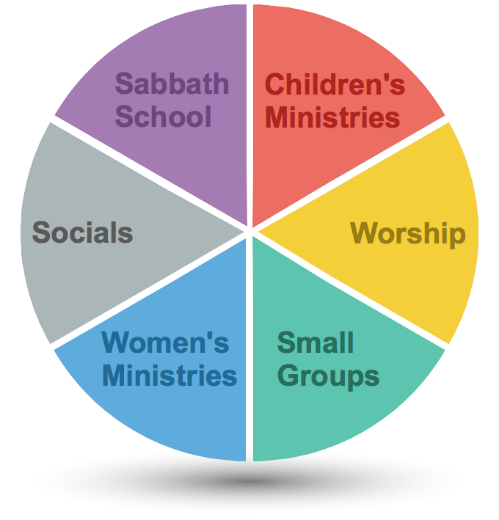 Sabbath
School
Children's
Ministries
Socials
Worship
Women's
Ministries
Small
Groups